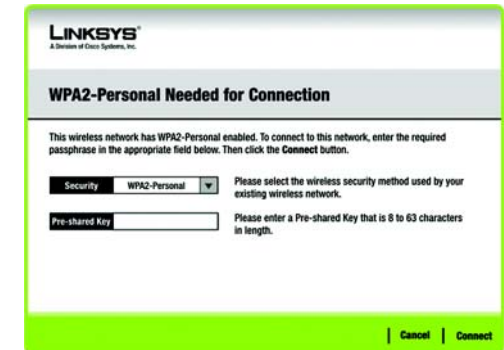 LINKSYS®
A Division of Cisco Systems, Inc.
WPA2-Personal Needed for Connection
This wireless network has WPA2-Personal enabled. To connect to this network, enter the required
passphrase in the appropriate field below. Then click the Connect button.
Security WPA2-Personal Please select the wireless security method used by your
existing wireless network.
Pre-shared Key Please enter a Pre-shared Key that is 8 to 63 characters
in length.
Cancel Connect